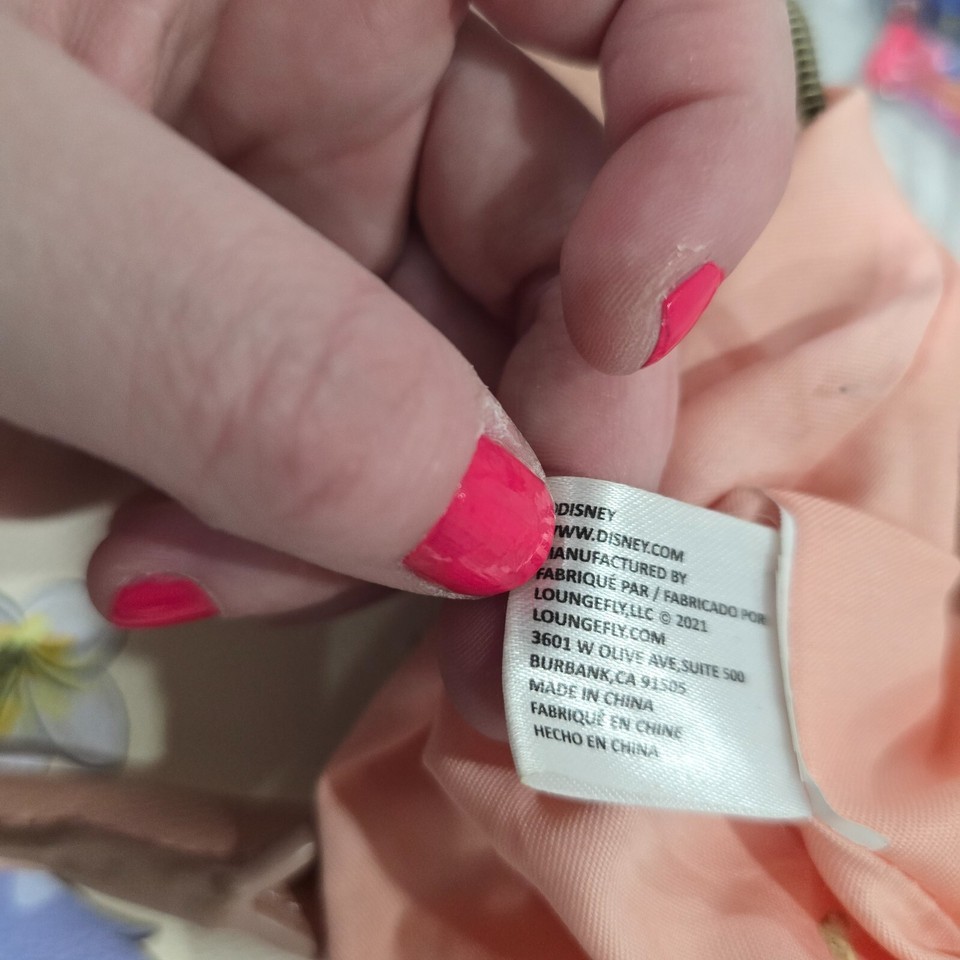 DISNEY
WWW.DISNEY.COM
MANUFACTURED BY
FABRIQUÉ PAR / FABRICADO POR
LOUNGEFLY,LLC © 2021
LOUNGEFLY.COM
3601 W OLIVE AVE,SUITE 500
BURBANK,CA 91505
MADE IN CHINA
FABRIQUÉ EN CHINE
HECHO EN CHINA